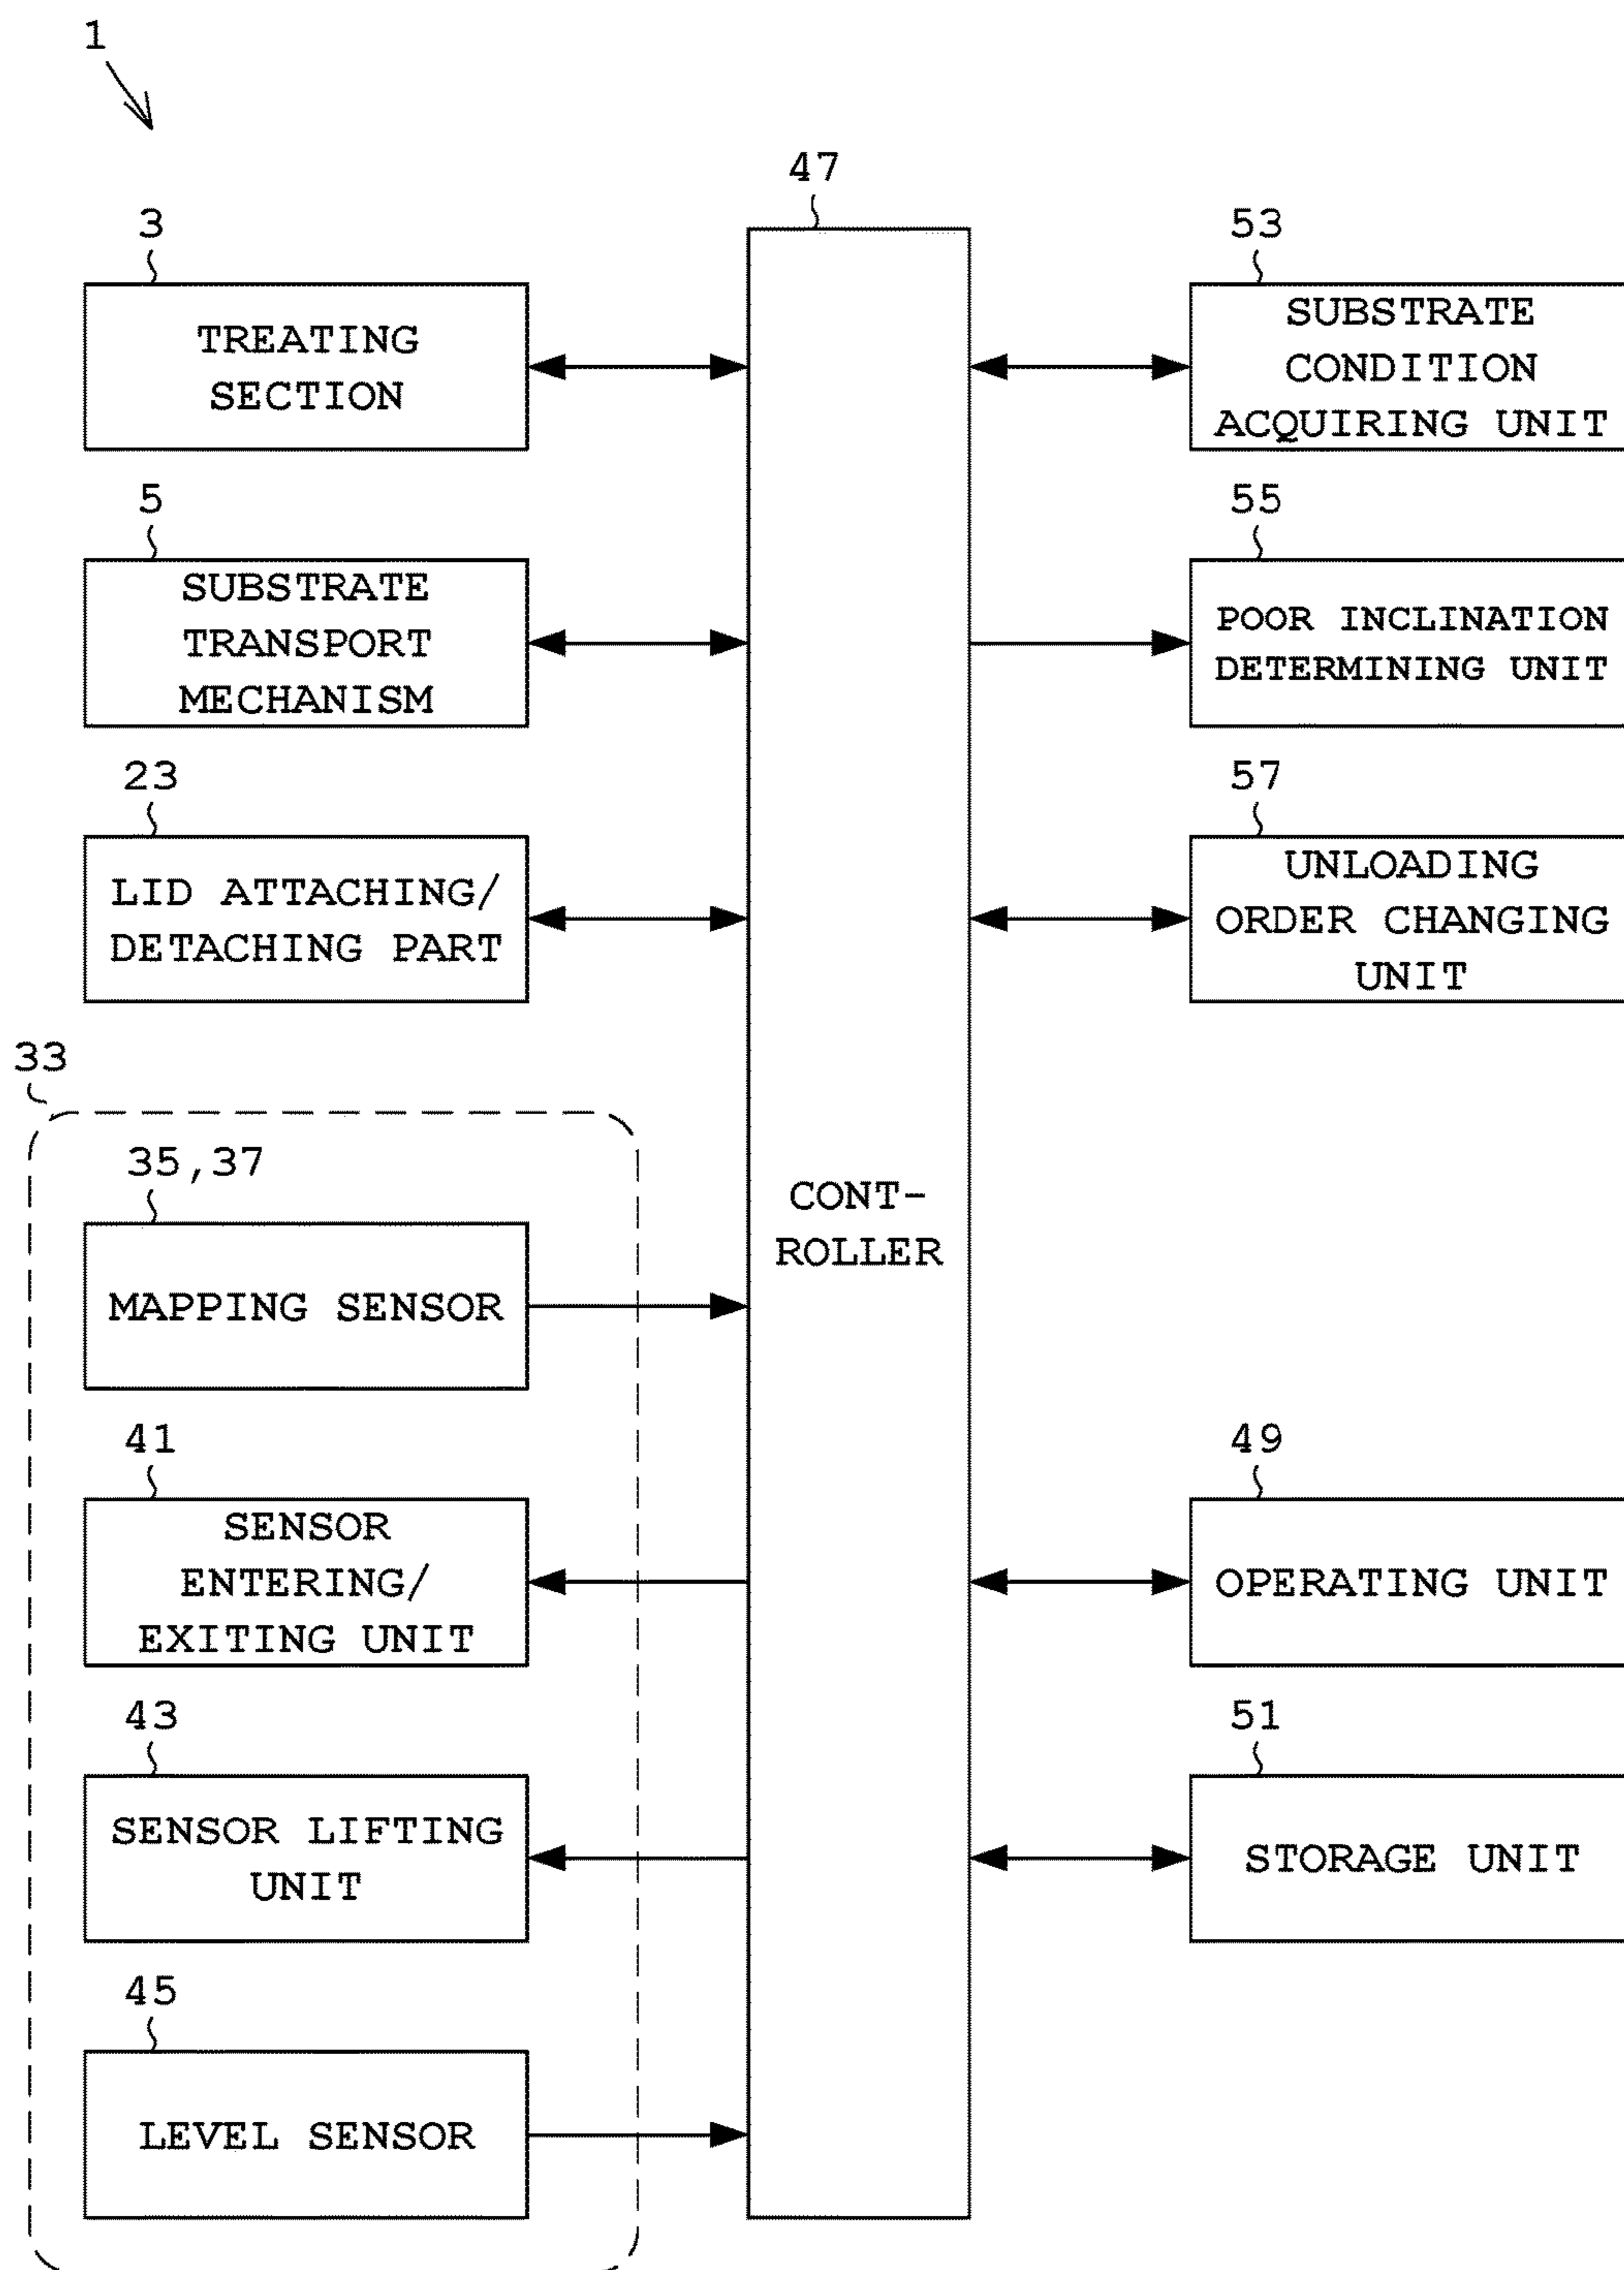 1
47
3
TREATING
SECTION
5
SUBSTRATE
TRANSPORT
MECHANISM
23
LID ATTACHING/
DETACHING PART
33
35,37
MAPPING SENSOR
41
SENSOR
ENTERING/
EXITING UNIT
43
SENSOR LIFTING
UNIT
45
LEVEL SENSOR
CONT-
ROLLER
53
SUBSTRATE
CONDITION
ACQUIRING UNIT
55
POOR INCLINATION
DETERMINING UNIT
57
UNLOADING
ORDER CHANGING
UNIT
49
OPERATING UNIT
51
STORAGE UNIT